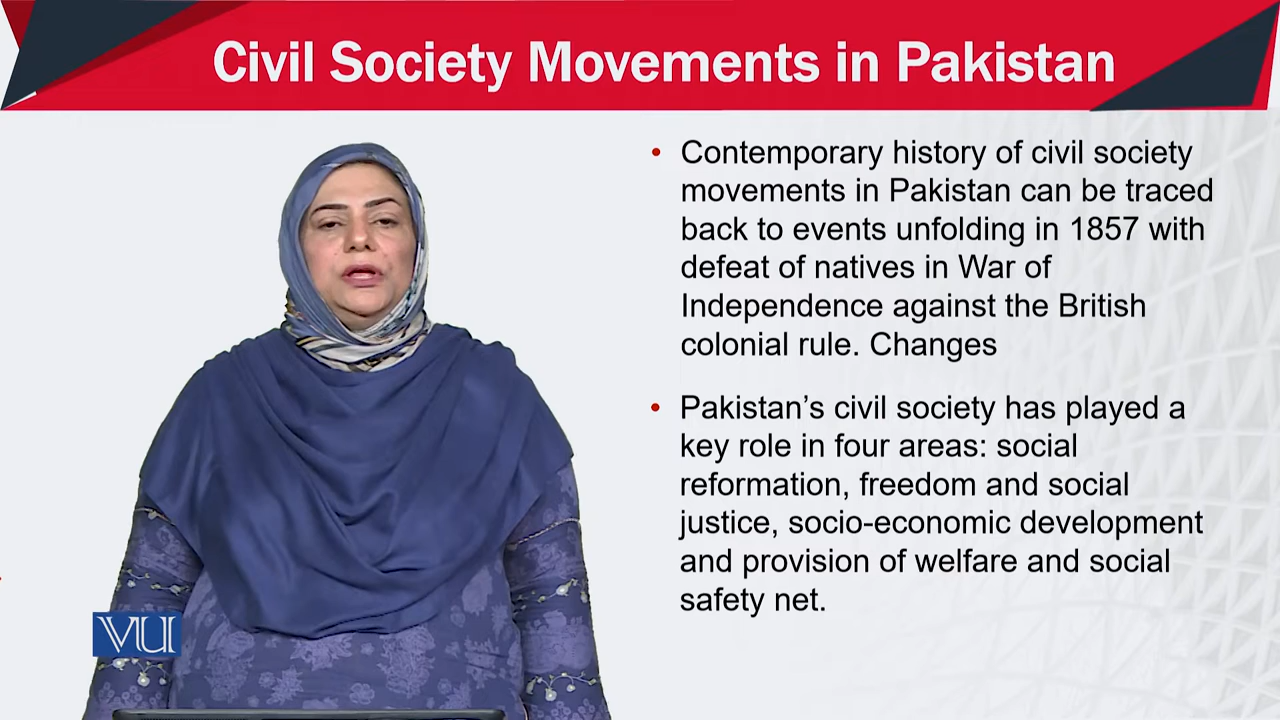 Civil Society Movements in Pakistan
• Contemporary history of civil society
movements in Pakistan can be traced
back to events unfolding in 1857 with
defeat of natives in War of
Independence against the British
colonial rule. Changes
• Pakistan’s civil society has played a
key role in four areas: social
reformation, freedom and social
justice, socio-economic development
and provision of welfare and social
safety net.
VU